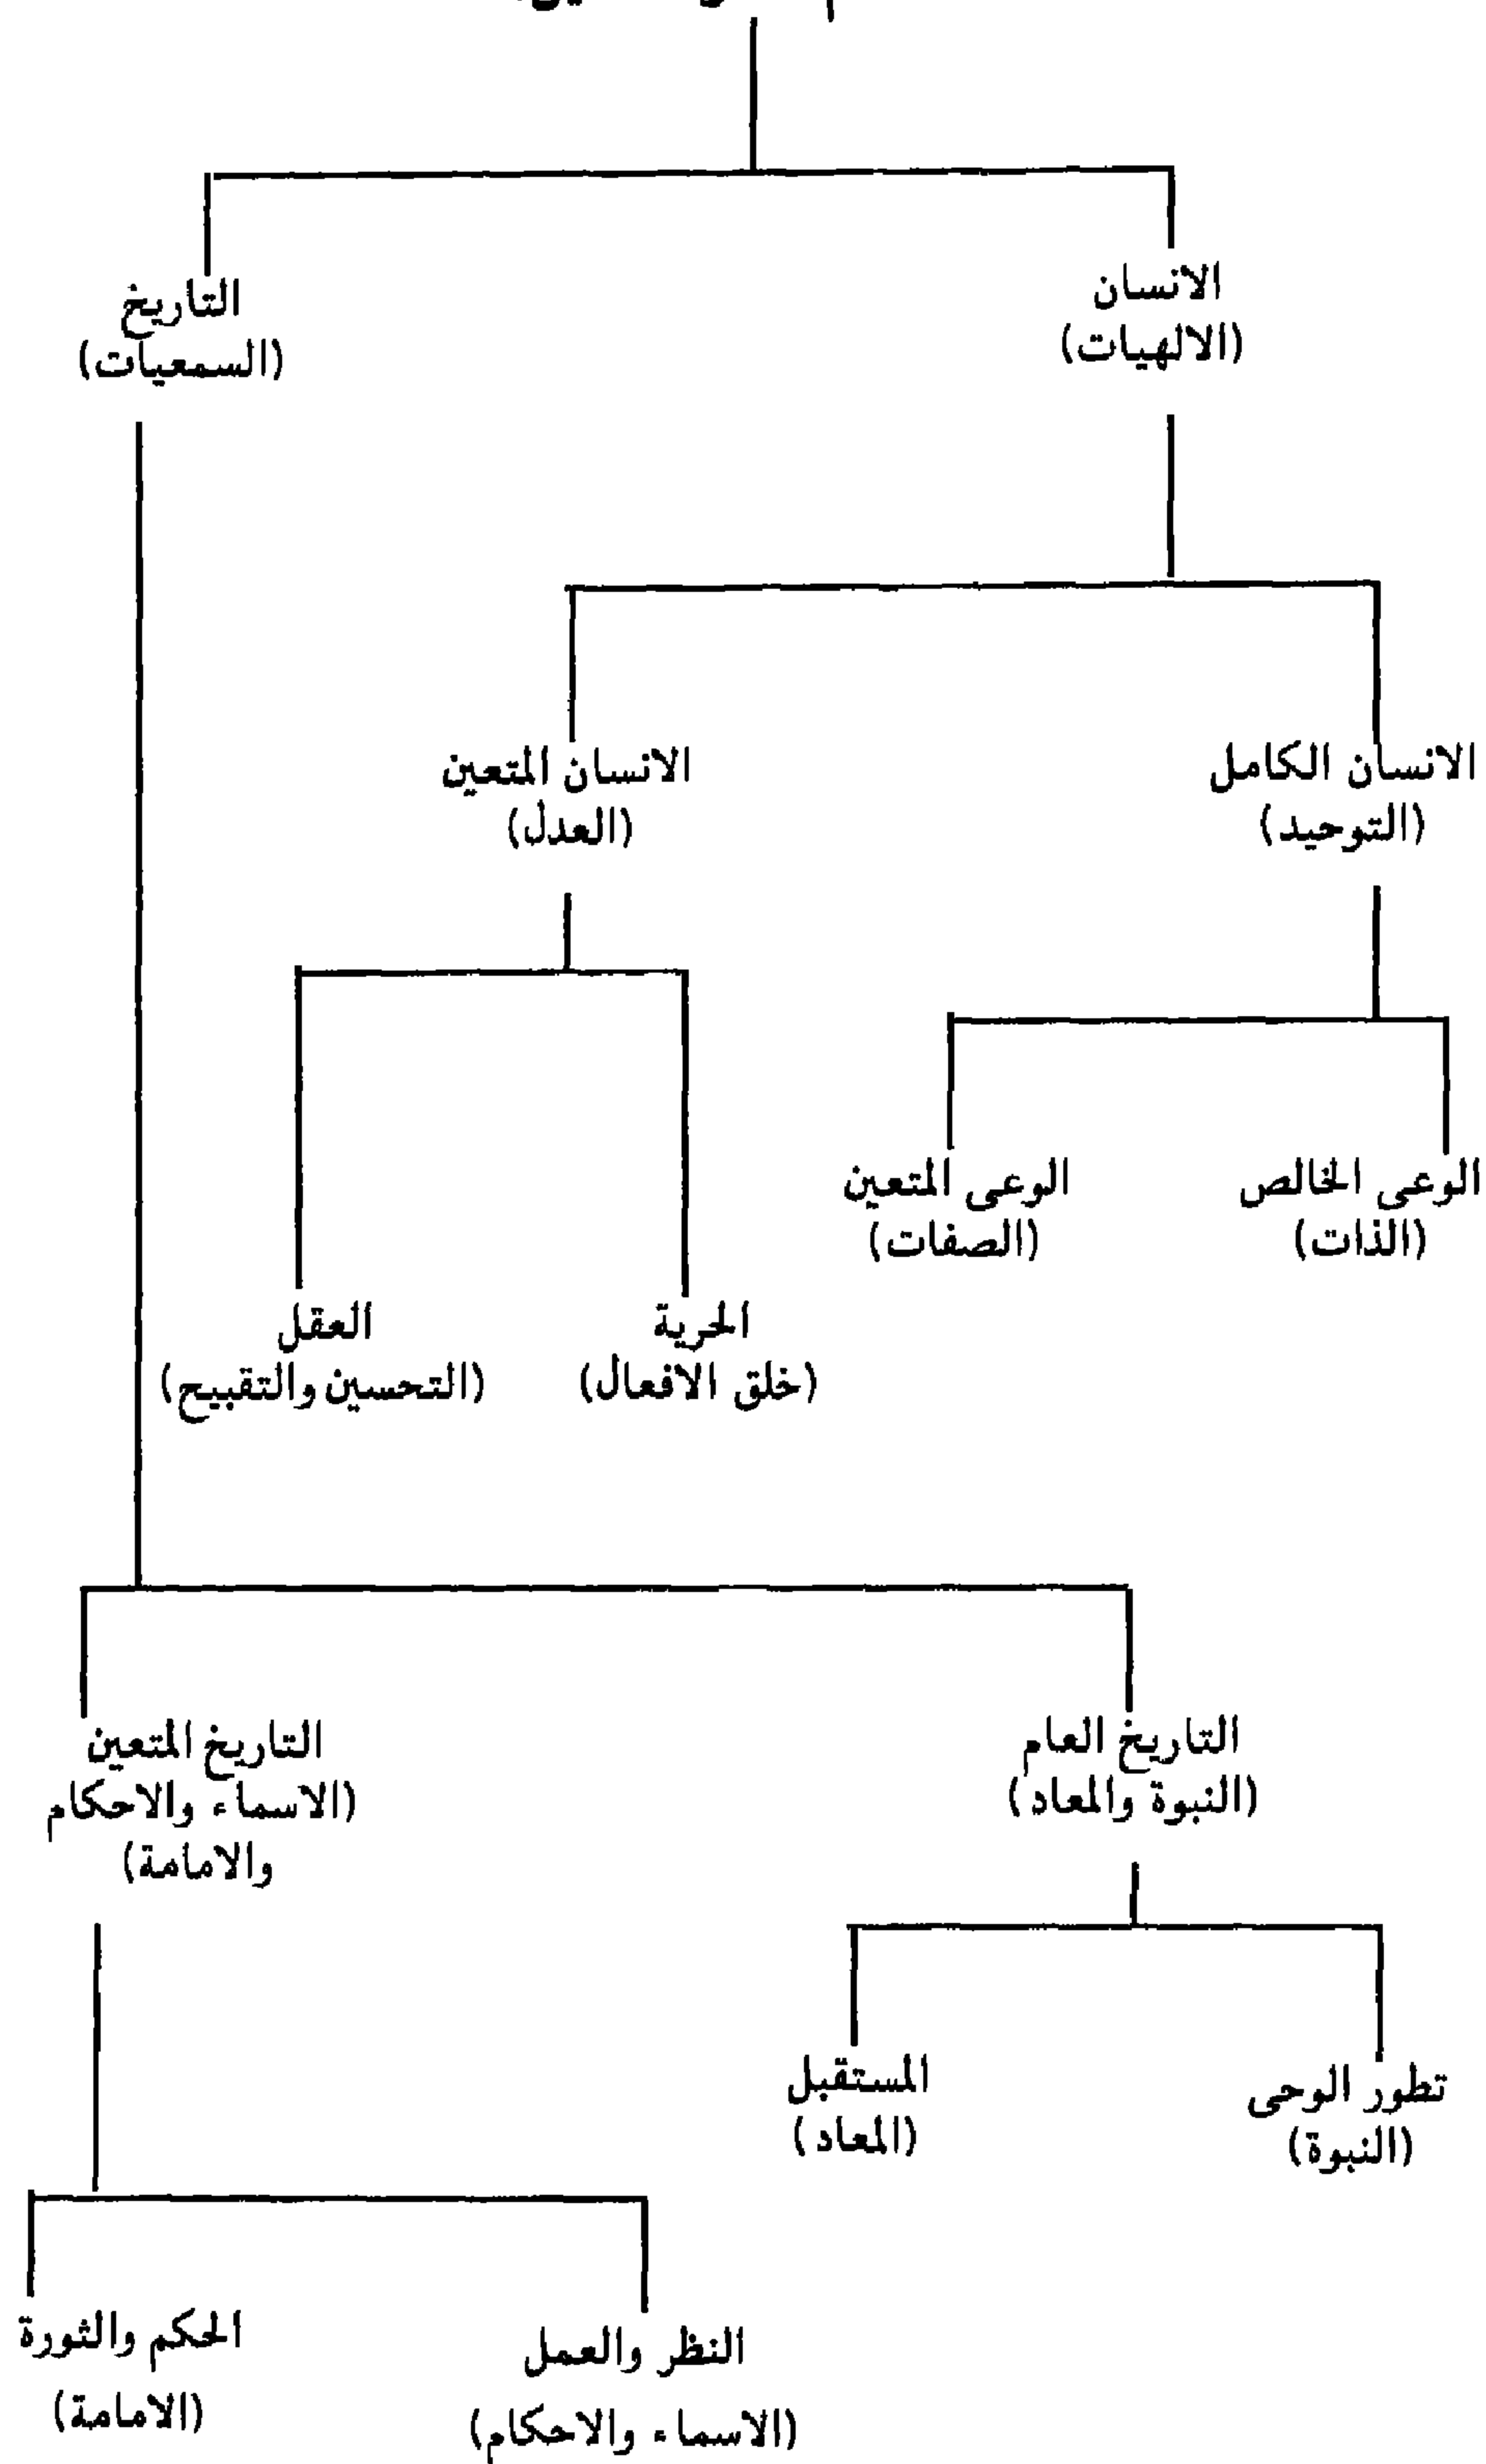 الانسان
(الالهيات)
التاريخ
(السمعيات)
الانسان الكامل
(التوحيد)
الانسان المتعين
(العدل)
الوعى الخالص
(الذات)
الوعى المتعين
(الصفات)
الحرية
(خلق الافعال)
العقل
(التحسين والتقبيح)
التاريخ العام
(النبوة والمعاد)
التاريخ المتعين
(الاسماء والاحكام
والامامة)
تطور الوحى
(النبوة)
المستقبل
(المعاد)
النظر والعمل
(الاسماء والاحكام)
الحكم والثورة
(الامامة)